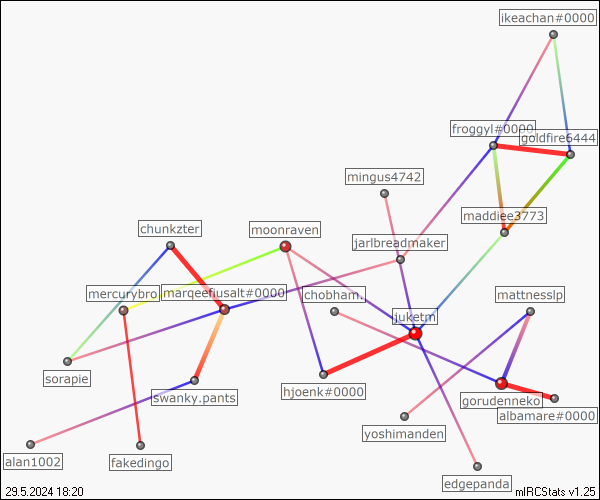 ikeachan#0000
froggyl#0000
goldfire6444
mingus4742
maddiee3773
chunkzter
moonraven
jarlbreadmaker
mercurybro
marqeefiusalt#0000
chobham.
mattnesslp
juketm
sorapie
swanky.pants
hjoenk#0000
gorudenneko
albamare#0000
yoshimanden
alan1002
fakedingo
edgepanda
29.5.2024 18:20
mIRCStats v1.25